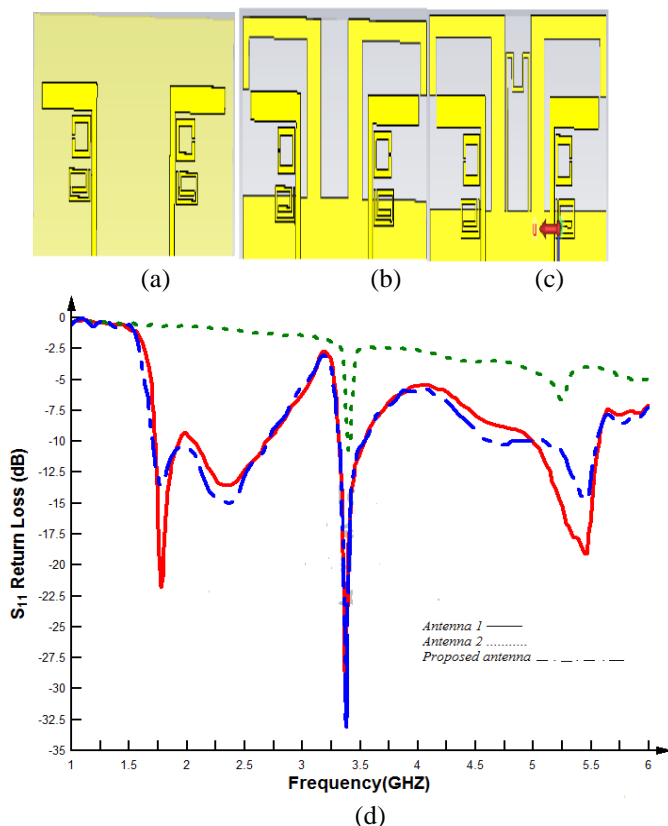 (a)
(b)
(c)
0
-2.5
-5
-7.5
-10
-12.5
-15
-17.5
-20
-22.5
-25
-27.5
-30
-32.5
-35
S11 Return Loss (dB)
Antenna 1
Antenna 2 ...........
Proposed antenna _ . _ . _ . _
1
1.5
2
2.5
3
3.5
4
4.5
5
5.5
6
Frequency(GHZ)
(d)